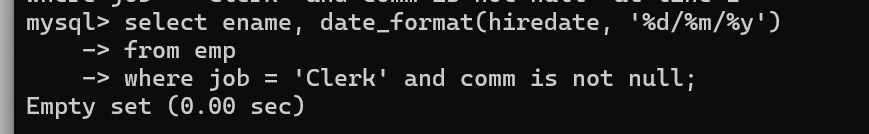 mysql> select ename, date_format(hiredate, '%d/%m/%y')
    -> from emp
    -> where job = 'Clerk' and comm is not null;
Empty set (0.00 sec)